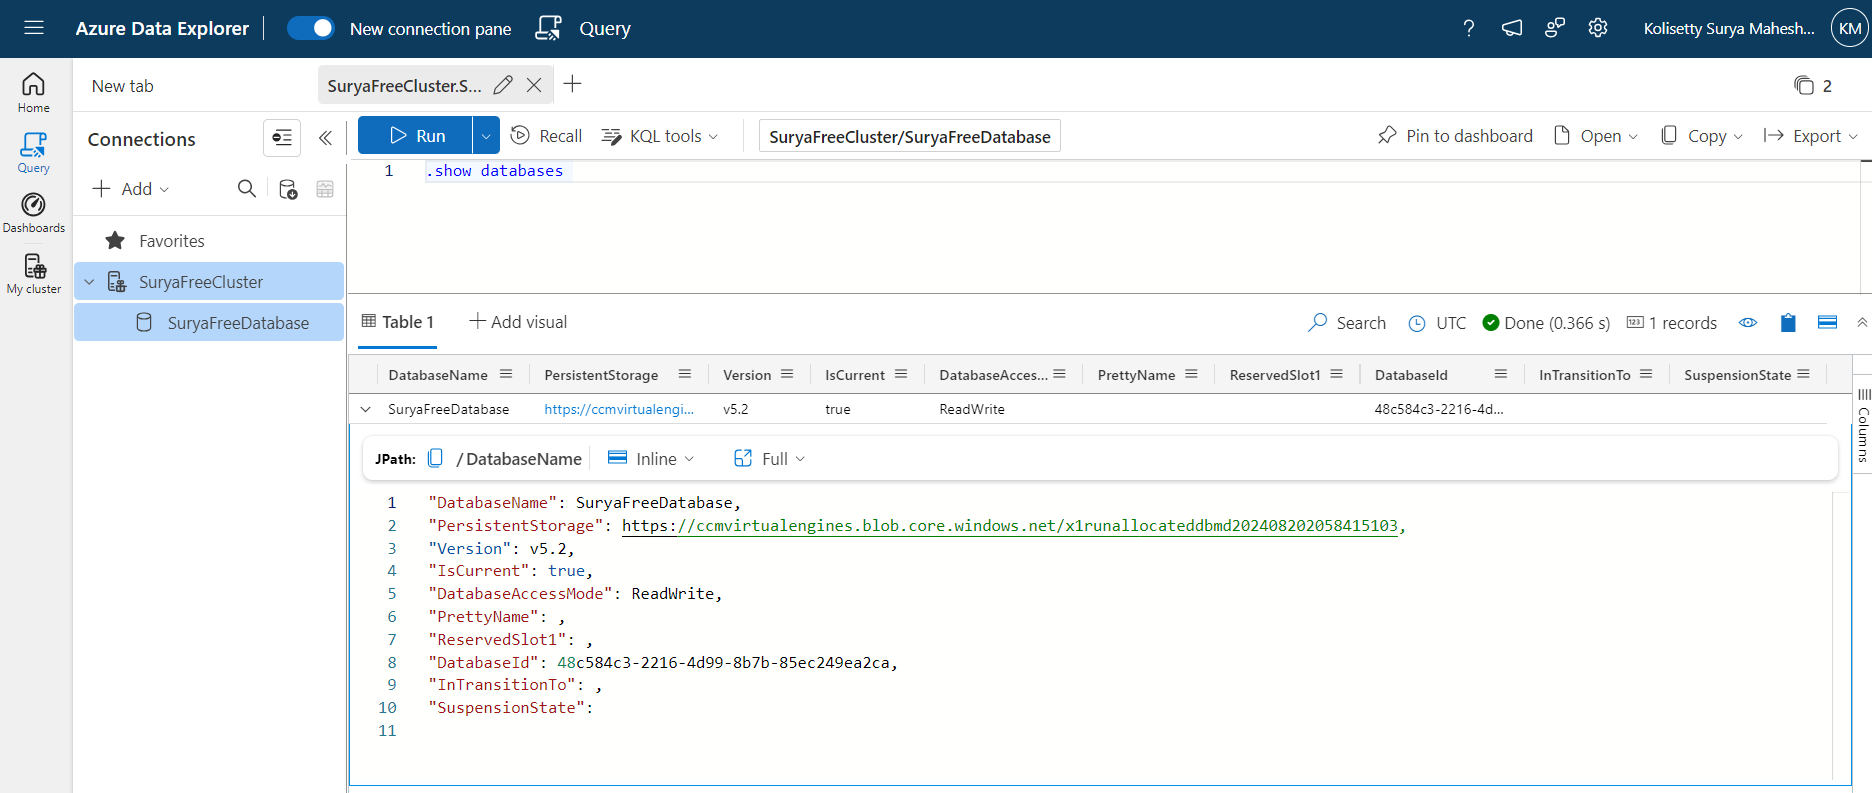 Azure Data Explorer
New connection pane
Query
?
Kolisetty Surya Mahesh...
KM
Home
Query
Dashboards
My cluster
New tab
SuryaFreeCluster.S...
2
Connections
Add
Favorites
SuryaFreeCluster
SuryaFreeDatabase
Run
Recall
KQL tools
SuryaFreeCluster/SuryaFreeDatabase
Pin to dashboard
Open
Copy
Export
1 .show databases
Table 1
Add visual
Search
UTC
Done (0.366 s)
123 1 records
DatabaseName PersistentStorage Version IsCurrent DatabaseAcces... PrettyName ReservedSlot1 DatabaseId InTransitionTo SuspensionState
SuryaFreeDatabase https://ccmvirtualengi... v5.2 true ReadWrite 48c584c3-2216-4d...
Columns
JPath: /DatabaseName Inline Full
1 "DatabaseName": SuryaFreeDatabase,
2 "PersistentStorage": https://ccmvirtualengines.blob.core.windows.net/x1runallocateddbmd202408202058415103,
3 "Version": v5.2,
4 "IsCurrent": true,
5 "DatabaseAccessMode": ReadWrite,
6 "PrettyName": ,
7 "ReservedSlot1": ,
8 "DatabaseId": 48c584c3-2216-4d99-8b7b-85ec249ea2ca,
9 "InTransitionTo": ,
10 "SuspensionState":
11